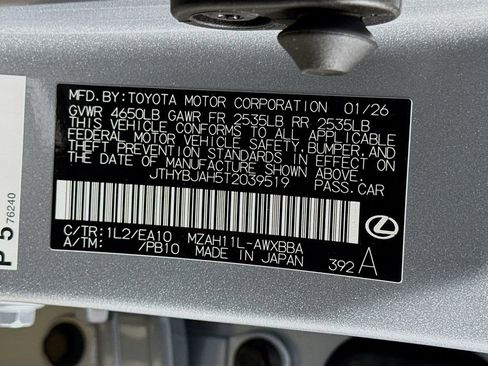 MFD.BY:TOYOTA MOTOR CORPORATION 01/26
GVWR 4650LB GAWR FR 2535LB RR 2535LB
THIS VEHICLE CONFORMS TO ALL APPLICABLE
FEDERAL MOTOR VEHICLE SAFETY,BUMPER,AND
THEFT PREVENTION STANDARDS IN EFFECT ON
THE DATE OF MANUFACTURE SHOWN ABOVE.
JTHYBJAH5T2039519 PASS.CAR
C/TR:1L2/EA10 MZAH11L-AWXBBA
A/TM: /PB10 MADE IN JAPAN 392 A
P 5 76240